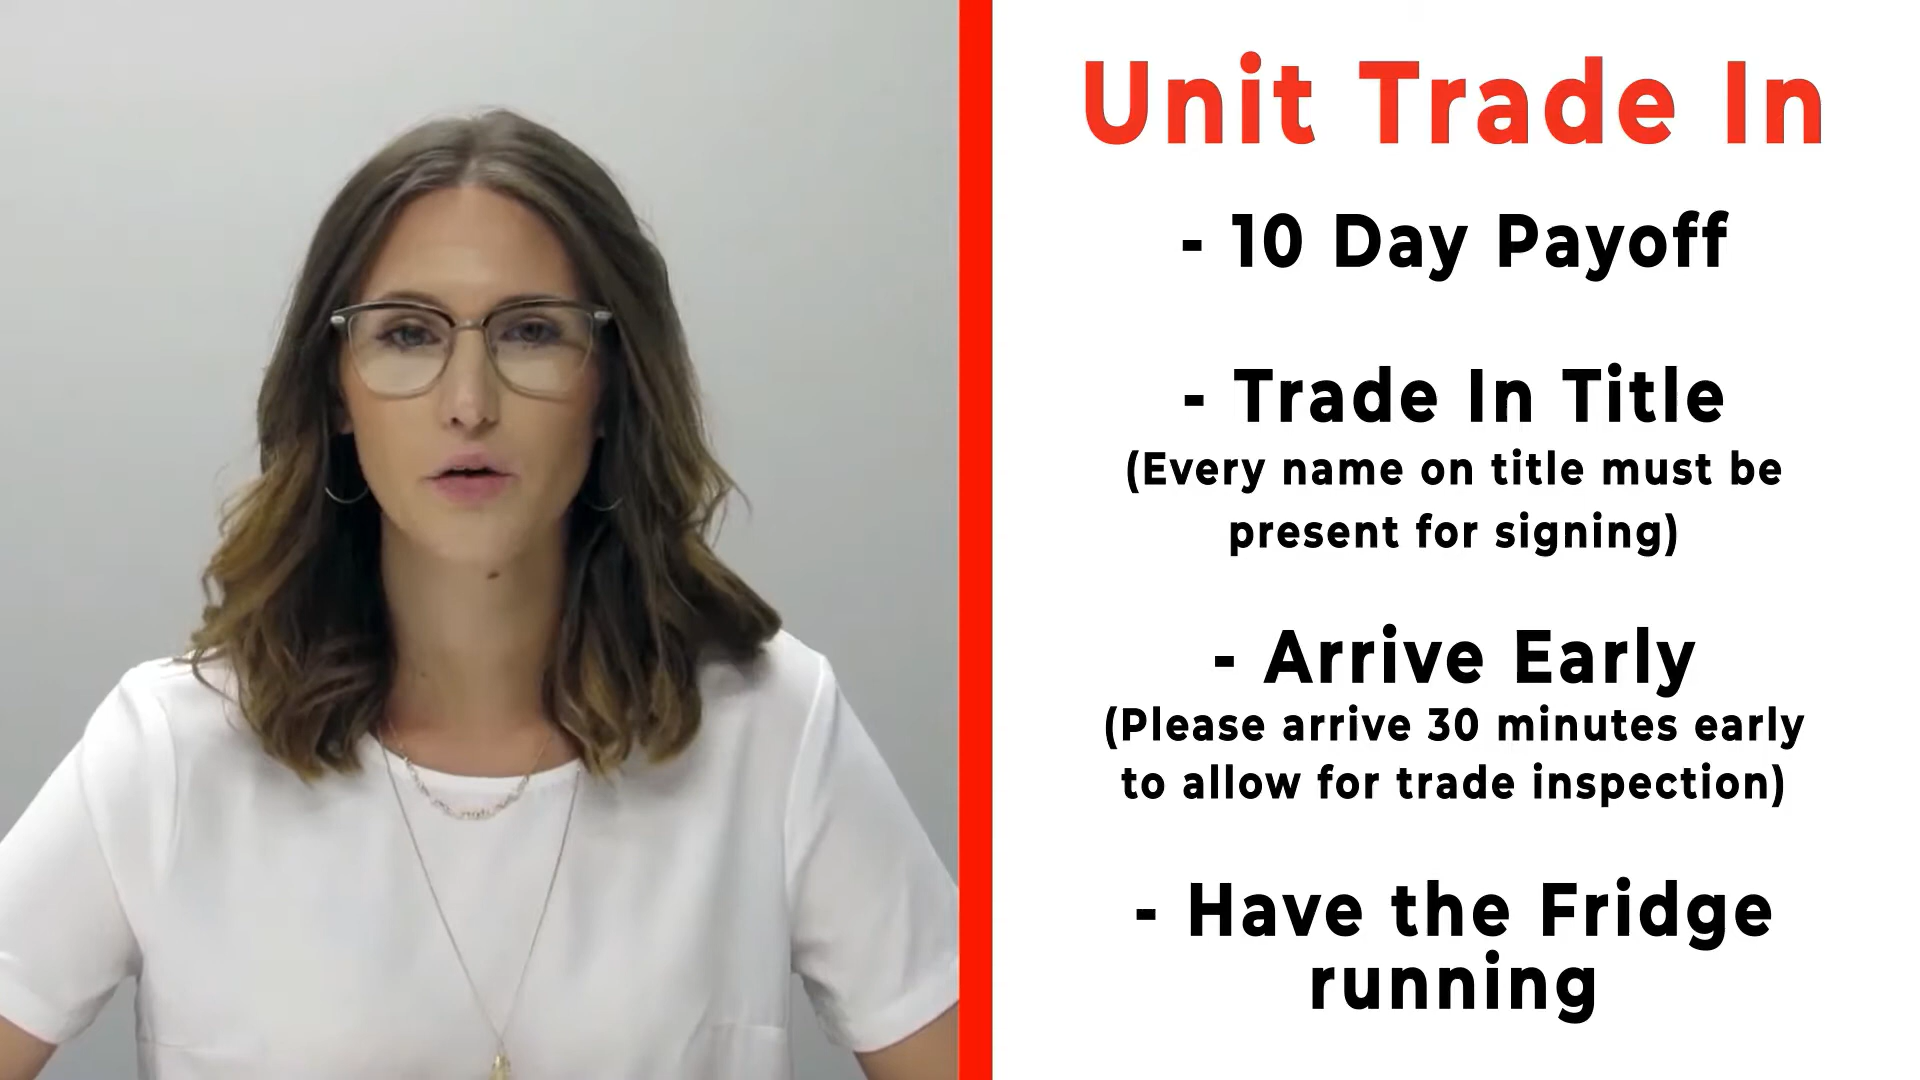 Unit Trade In
- 10 Day Payoff
- Trade In Title
(Every name on title must be
present for signing)
- Arrive Early
(Please arrive 30 minutes early
to allow for trade inspection)
- Have the Fridge
running